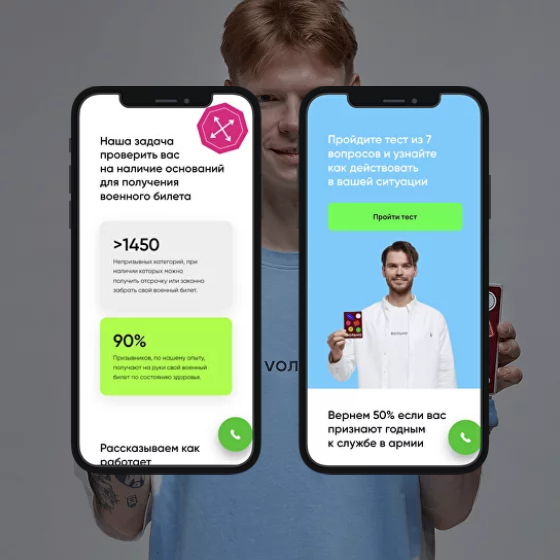 Наша задача
проверить вас
на наличие оснований
для получения
военного билета
>1450
Непризывных категорий, при
наличии которых можно
получить отсрочку или законно
забрать свой военный билет.
90%
Призывников, по нашему опыту,
получают на руки свой военный
билет по состоянию здоровья.
Рассказываем как
работает
Пройдите тест из 7
вопросов и узнайте
как действовать
в вашей ситуации
Пройти тест
Вернем 50% если вас
признают годным
к службе в армии